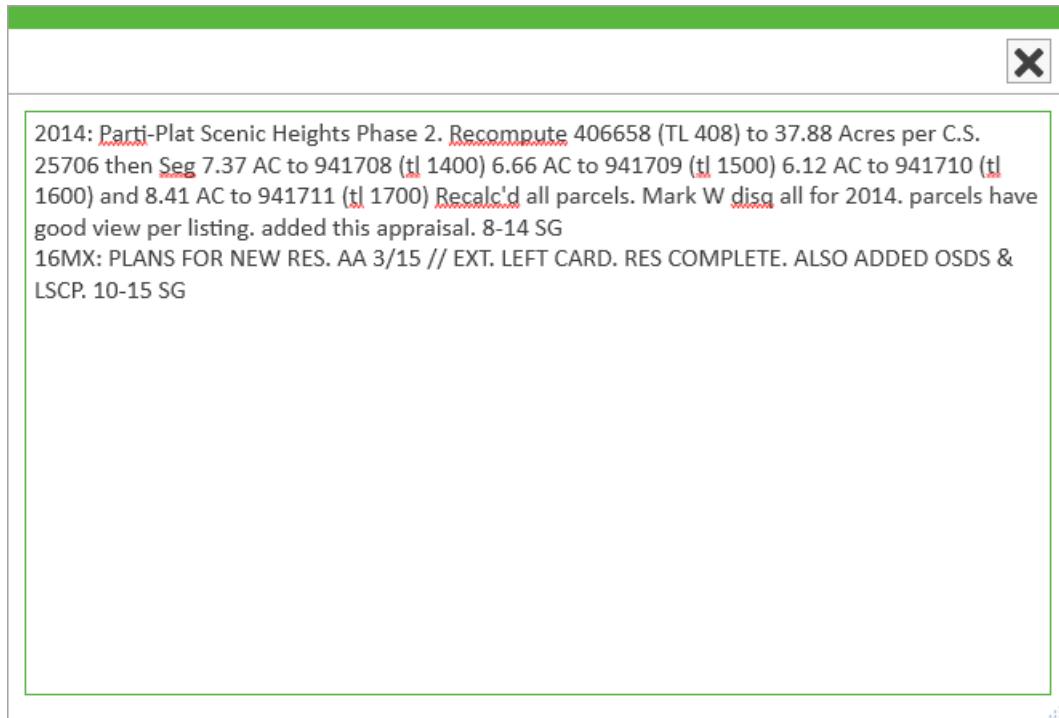 2014: Parti-Plat Scenic Heights Phase 2. Recompute 406658 (TL 408) to 37.88 Acres per C.S.
25706 then Seg 7.37 AC to 941708 (tl 1400) 6.66 AC to 941709 (tl 1500) 6.12 AC to 941710 (tl
1600) and 8.41 AC to 941711 (tl 1700) Recalc'd all parcels. Mark W disq all for 2014. parcels have
good view per listing. added this appraisal. 8-14 SG
16MX: PLANS FOR NEW RES. AA 3/15 // EXT. LEFT CARD. RES COMPLETE. ALSO ADDED OSDS &
LSCP. 10-15 SG